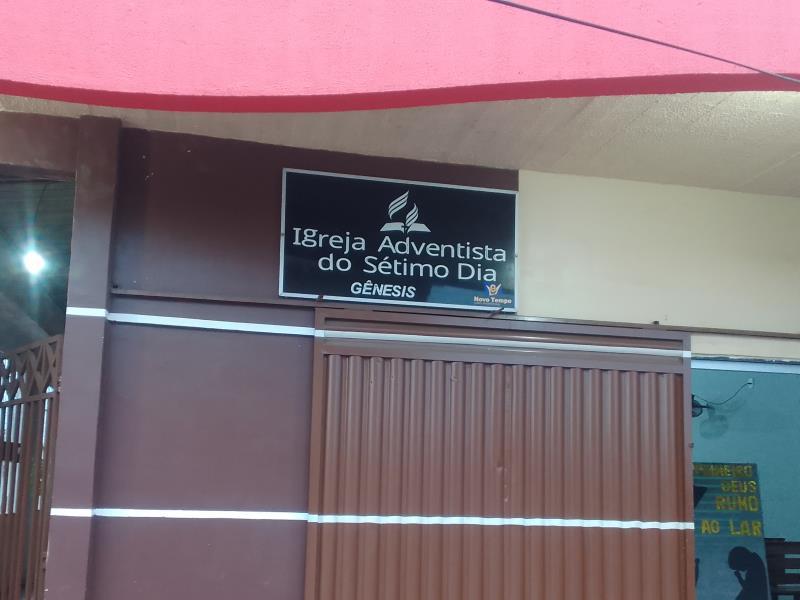 Igreja Adventista
do Sétimo Dia
GÊNESIS
Novo Tempo
DEUS
RUMO
AO LAR